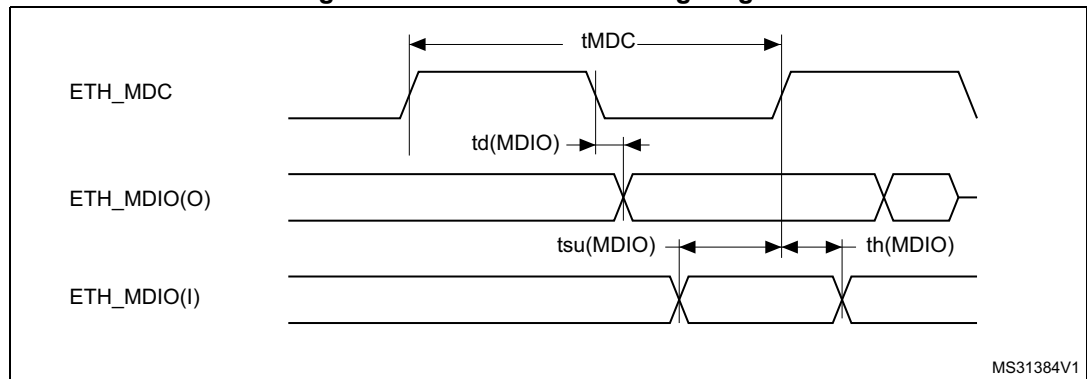 tMDC
ETH_MDC
td(MDIO)
ETH_MDIO(O)
tsu(MDIO) th(MDIO)
ETH_MDIO(I)
MS31384V1